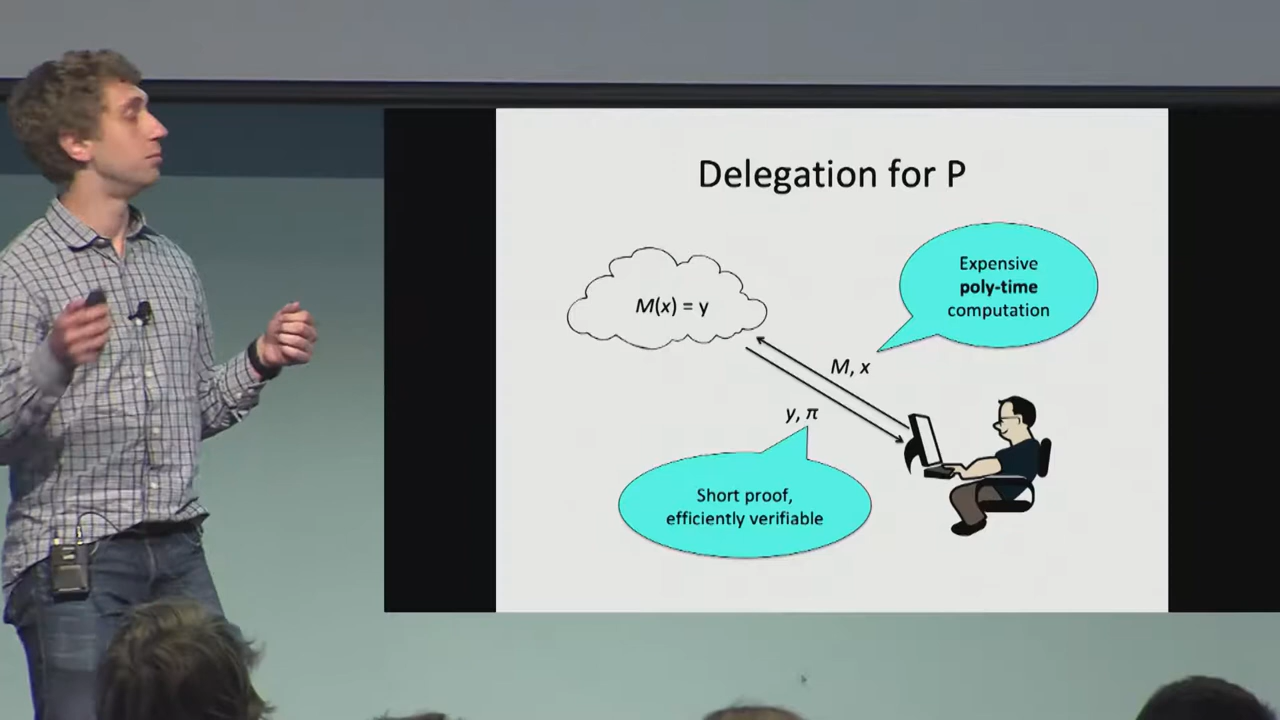 Delegation for P
M(x) = y
Expensive
poly-time
computation
M, x
y, π
Short proof,
efficiently verifiable